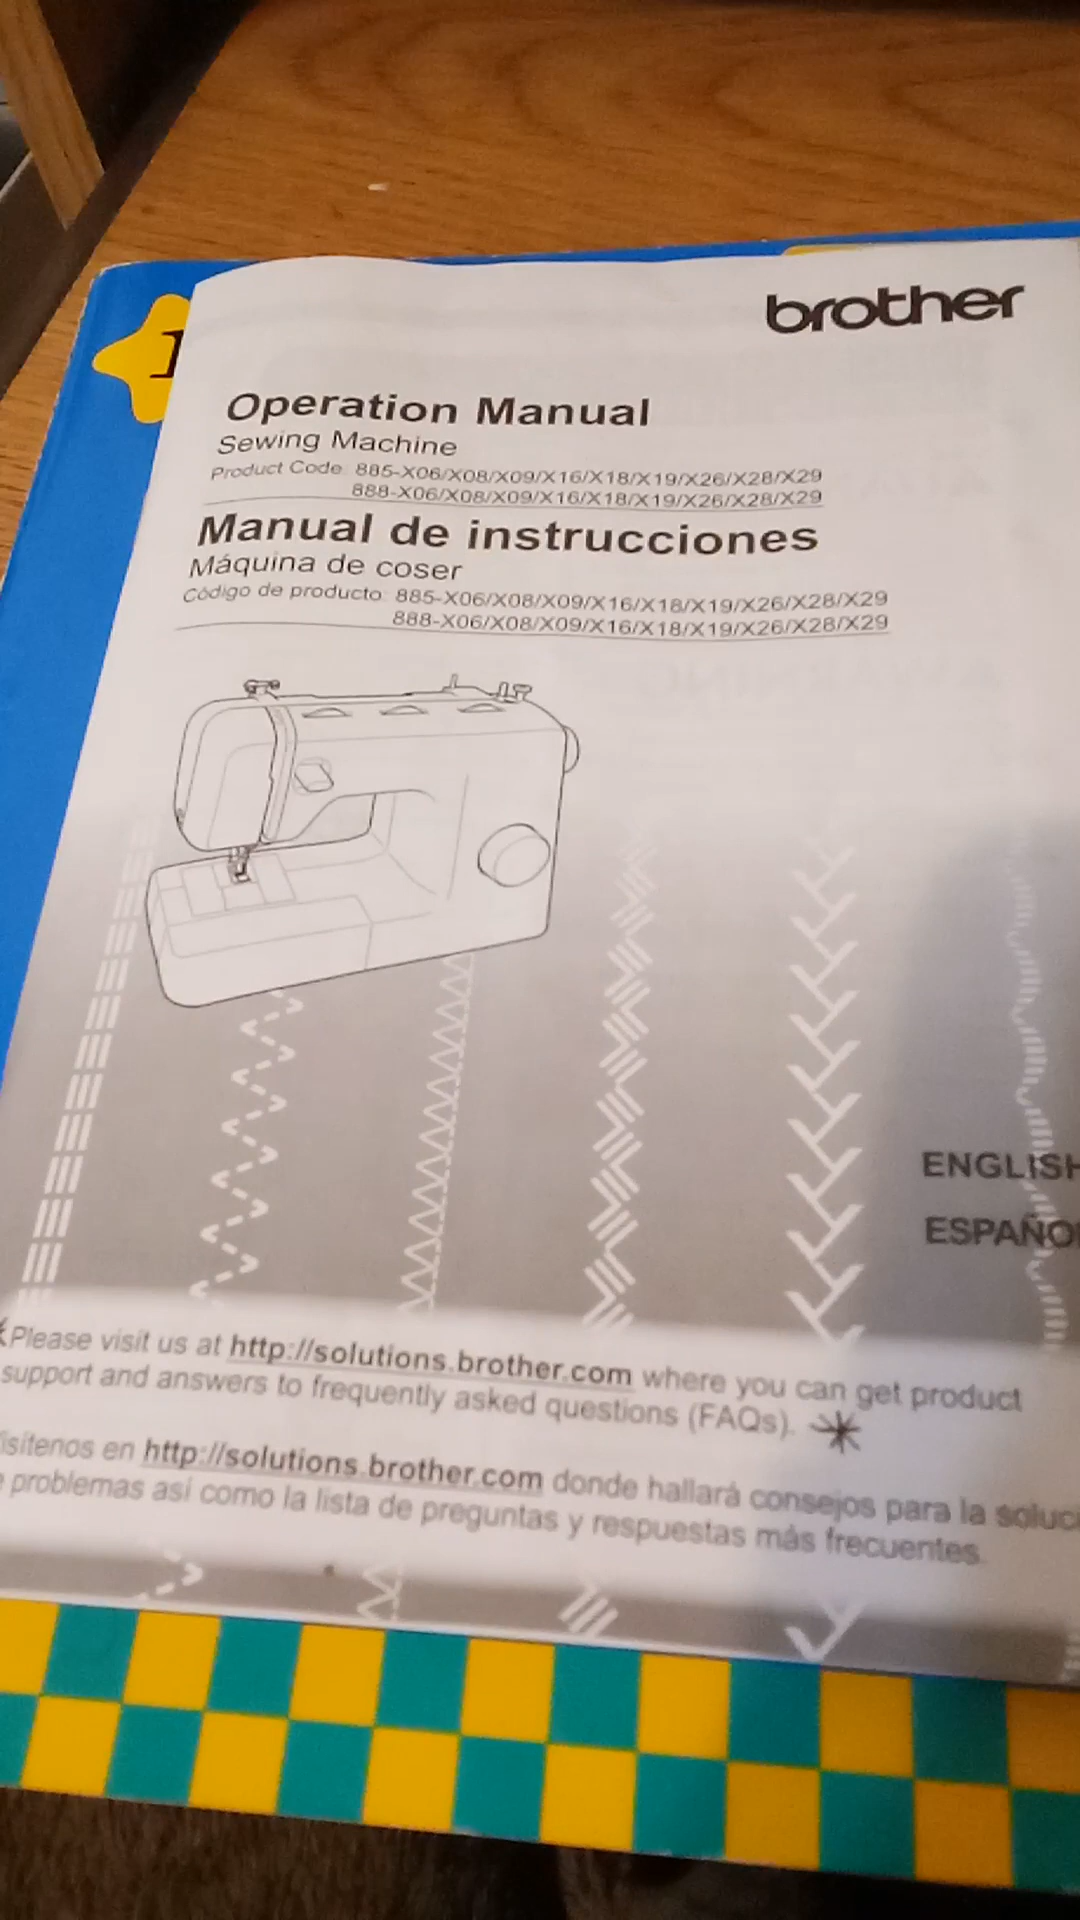 brother
Operation Manual
Sewing Machine
Product Code: 885-X06/X08/X09/X16/X18/X19/X26/X28/X29
888-X06/X08/X09/X16/X18/X19/X26/X28/X29
Manual de instrucciones
Máquina de coser
Código de producto: 885-X06/X08/X09/X16/X18/X19/X26/X28/X29
888-X06/X08/X09/X16/X18/X19/X26/X28/X29
ENGLISH
ESPAÑO
Please visit us at http://solutions.brother.com where you can get product
support and answers to frequently asked questions (FAQs).
isítenos en http://solutions.brother.com donde hallará consejos para la soluci
e problemas así como la lista de preguntas y respuestas más frecuentes.